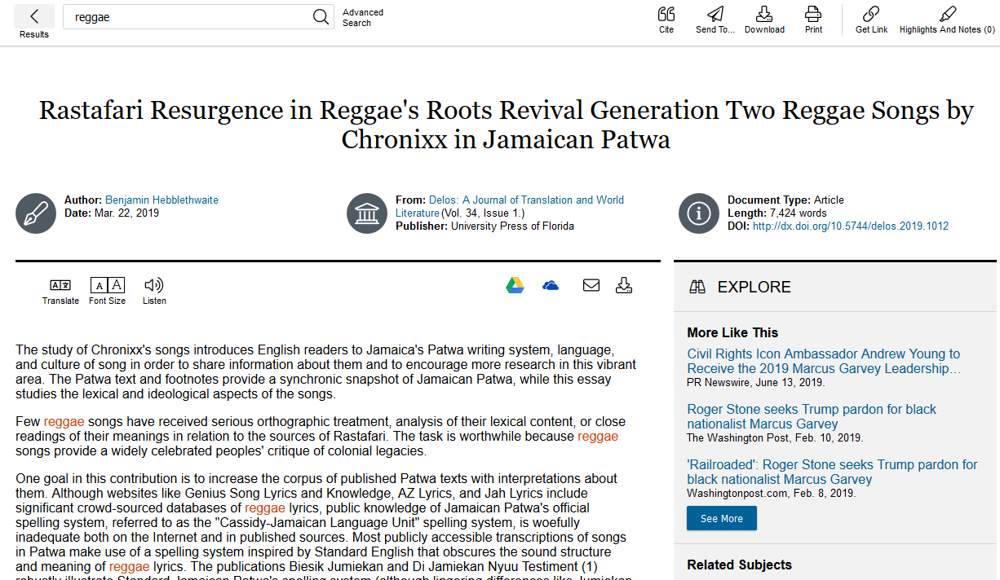 reggae
Advanced
Search
Results
Cite
Send To...
Download
Print
Get Link
Highlights And Notes (0)
Rastafari Resurgence in Reggae's Roots Revival Generation Two Reggae Songs by
Chronixx in Jamaican Patwa
Author: Benjamin Hebblethwaite
Date: Mar. 22, 2019
From: Delos: A Journal of Translation and World
Literature(Vol. 34, Issue 1.)
Publisher: University Press of Florida
Document Type: Article
Length: 7,424 words
DOI: http://dx.doi.org/10.5744/delos.2019.1012
Translate
Font Size
Listen
The study of Chronixx's songs introduces English readers to Jamaica's Patwa writing system, language,
and culture of song in order to share information about them and to encourage more research in this vibrant
area. The Patwa text and footnotes provide a synchronic snapshot of Jamaican Patwa, while this essay
studies the lexical and ideological aspects of the songs.
Few reggae songs have received serious orthographic treatment, analysis of their lexical content, or close
readings of their meanings in relation to the sources of Rastafari. The task is worthwhile because reggae
songs provide a widely celebrated peoples' critique of colonial legacies.
One goal in this contribution is to increase the corpus of published Patwa texts with interpretations about
them. Although websites like Genius Song Lyrics and Knowledge, AZ Lyrics, and Jah Lyrics include
significant crowd-sourced databases of reggae lyrics, public knowledge of Jamaican Patwa's official
spelling system, referred to as the "Cassidy-Jamaican Language Unit" spelling system, is woefully
inadequate both on the Internet and in published sources. Most publicly accessible transcriptions of songs
in Patwa make use of a spelling system inspired by Standard English that obscures the sound structure
and meaning of reggae lyrics. The publications Biesik Jumiekan and Di Jamiekan Nyuu Testiment (1)
robustly illustrate Standard Jamaican Patwa's spelling system (although lingering differences like Jumiekan
EXPLORE
More Like This
Civil Rights Icon Ambassador Andrew Young to
Receive the 2019 Marcus Garvey Leadership...
PR Newswire, June 13, 2019.
Roger Stone seeks Trump pardon for black
nationalist Marcus Garvey
The Washington Post, Feb. 10, 2019.
'Railroaded': Roger Stone seeks Trump pardon for
black nationalist Marcus Garvey
Washingtonpost.com, Feb. 8, 2019.
See More
Related Subjects